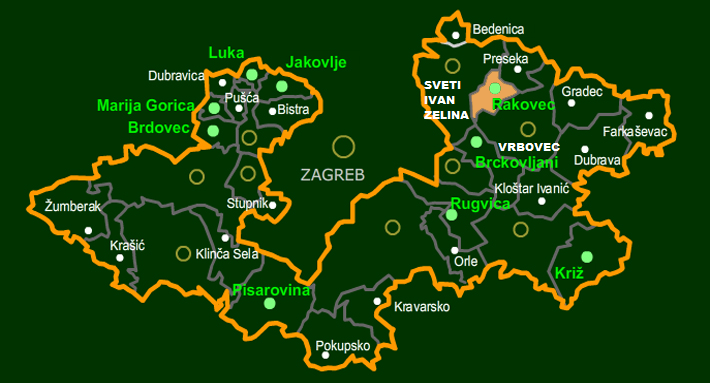 Bedenica
Luka
Preseka
Jakovlje
Dubravica
SVETI
IVAN
ZELINA
Gradec
Pušća
Marija Gorica
Rakovec
Bistra
Brdovec
Farkaševac
VRBOVEC
Brckovljani
Dubrava
ZAGREB
Kloštar Ivanić
Stupnik
Rugvica
Žumberak
Krašić
Klinča Sela
Orle
Križ
Pisarovina
Kravarsko
Pokupsko